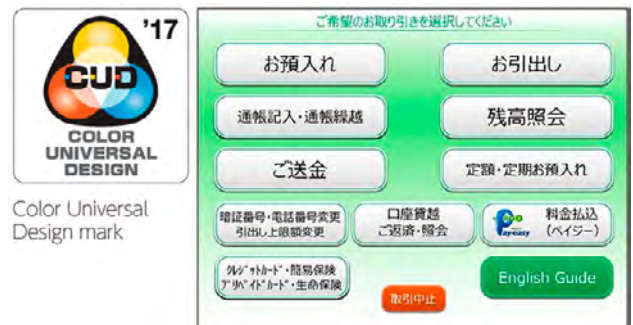 '17
CUD
COLOR
UNIVERSAL
DESIGN
Color Universal
Design mark
ご希望のお取り引きを選択してください
お預入れ
お引出し
通帳記入・通帳繰越
残高照会
ご送金
定額・定期お預入れ
暗証番号・電話番号変更
引出し上限額変更
口座貸越
ご返済・照会
Pay-easy
料金払込
(ペイジー)
クレジットカード・簡易保険
プリペイドカード・生命保険
English Guide
取引中止